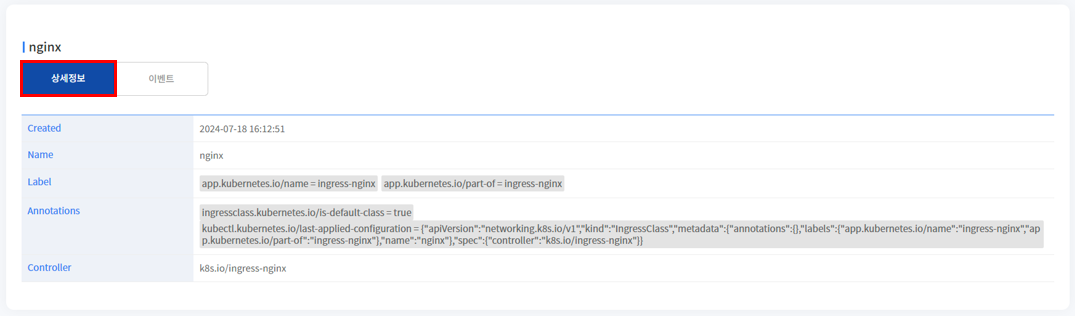 nginx
상세정보 이벤트
Created 2024-07-18 16:12:51
Name nginx
Label app.kubernetes.io/name = ingress-nginx app.kubernetes.io/part-of = ingress-nginx
Annotations ingressclass.kubernetes.io/is-default-class = true
kubectl.kubernetes.io/last-applied-configuration = {"apiVersion":"networking.k8s.io/v1","kind":"IngressClass","metadata":{"annotations":{},"labels":{"app.kubernetes.io/name":"ingress-nginx","ap
p.kubernetes.io/part-of":"ingress-nginx"},"name":"nginx"},"spec":{"controller":"k8s.io/ingress-nginx"}}
Controller k8s.io/ingress-nginx